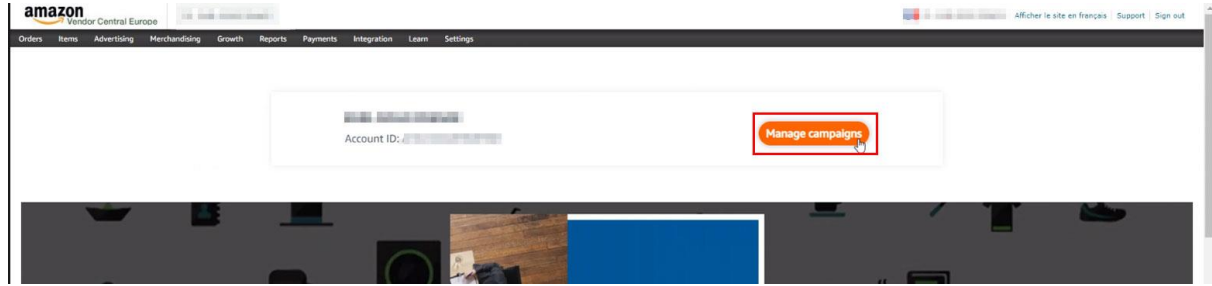 amazon
Vendor Central Europe
Afficher le site en français | Support | Sign out
Orders Items Advertising Merchandising Growth Reports Payments Integration Learn Settings
Account ID:
Manage campaigns